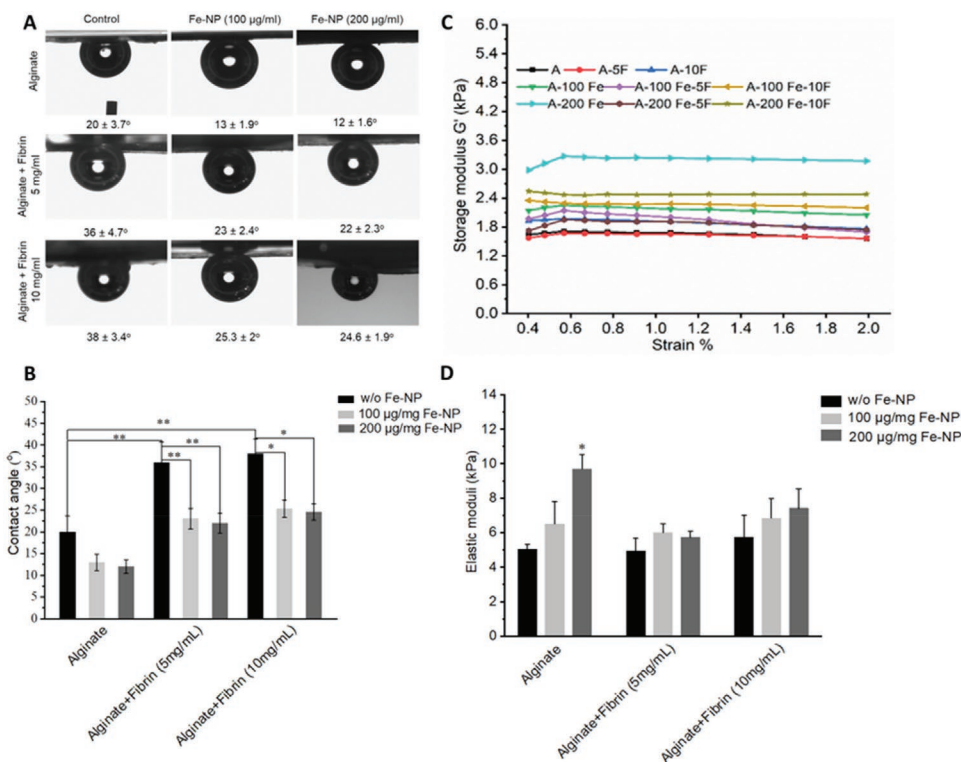 A
Control
Fe-NP (100 µg/ml)
Fe-NP (200 µg/ml)
Alginate
20 ± 3.7°
13 ± 1.9°
12 ± 1.6°
Alginate + Fibrin
5 mg/ml
36 ± 4.7°
23 ± 2.4°
22 ± 2.3°
Alginate + Fibrin
10 mg/ml
38 ± 3.4°
25.3 ± 2°
24.6 ± 1.9°
C
Storage modulus G' (kPa)
6.0
5.4
4.8
4.2
3.6
3.0
2.4
1.8
1.2
0.6
0.0
A
A-5F
A-10F
A-100 Fe
A-100 Fe-5F
A-100 Fe-10F
A-200 Fe
A-200 Fe-5F
A-200 Fe-10F
0.4 0.6 0.8 1.0 1.2 1.4 1.6 1.8 2.0
Strain %
B
w/o Fe-NP
100 µg/mg Fe-NP
200 µg/mg Fe-NP
Contact angle (°)
50
45
40
35
30
25
20
15
10
5
0
**
**
**
**
*
*
Alginate
Alginate+Fibrin (5mg/mL)
Alginate+Fibrin (10mg/mL)
D
w/o Fe-NP
100 µg/mg Fe-NP
200 µg/mg Fe-NP
Elastic moduli (kPa)
14
12
10
8
6
4
2
0
*
Alginate
Alginate+Fibrin (5mg/mL)
Alginate+Fibrin (10mg/mL)